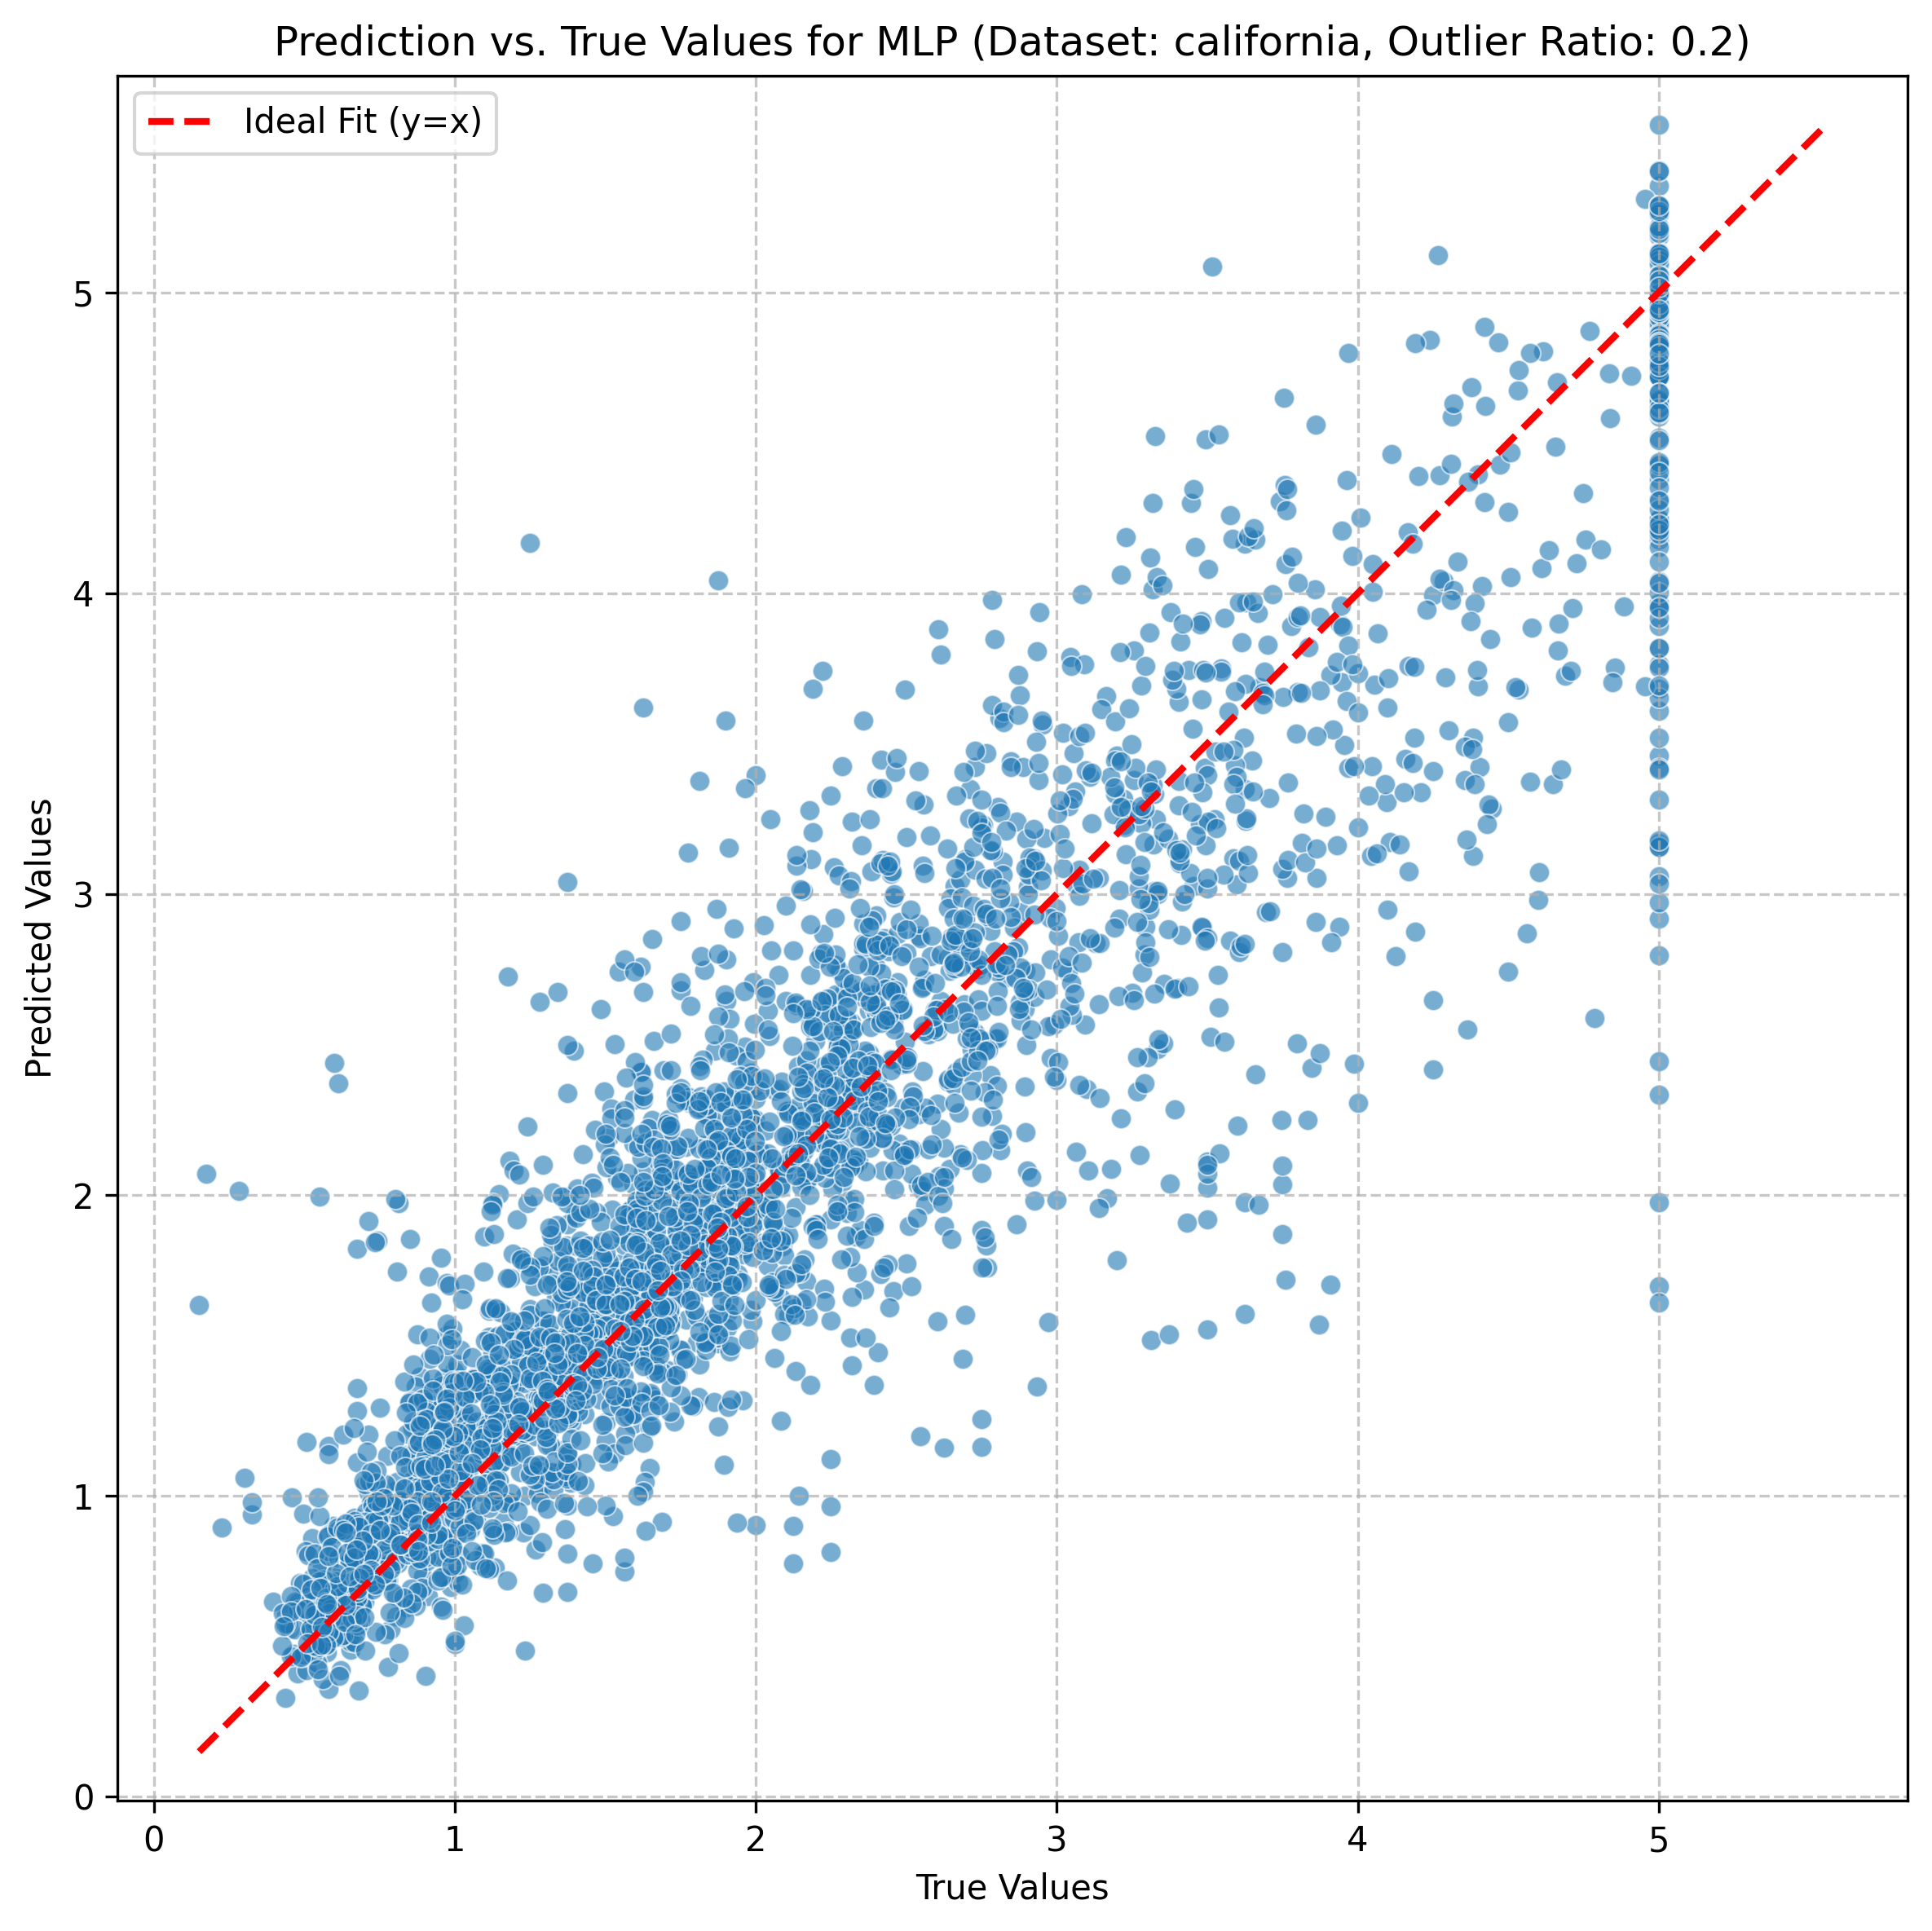 Prediction vs. True Values for MLP (Dataset: california, Outlier Ratio: 0.2)
Ideal Fit (y=x)
Predicted Values
5
4
3
2
1
0
0 1 2 3 4 5
True Values